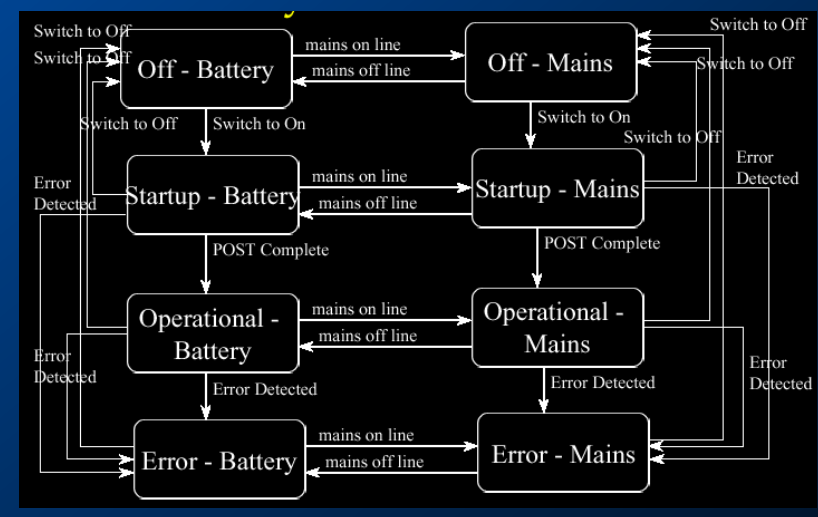 Switch to Off
Switch to Off
Switch to Off
mains on line
Off - Battery
Off - Mains
mains off line
Switch to Off
Switch to Off
Switch to On
Switch to On
Switch to Off
Error
Detected
Error
Detected
Startup - Battery
mains on line
mains off line
Startup - Mains
POST Complete
POST Complete
Operational -
Battery
mains on line
mains off line
Operational -
Mains
Error
Detected
Error
Detected
Error Detected
Error Detected
Error - Battery
mains on line
mains off line
Error - Mains